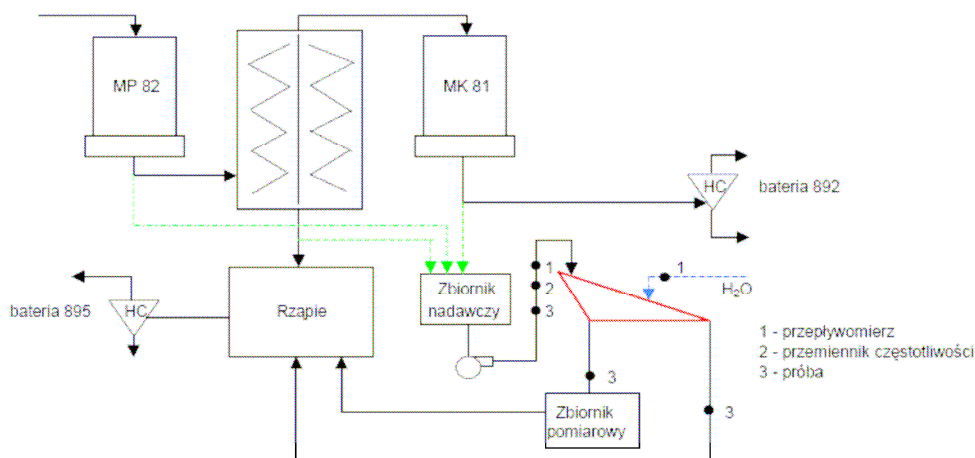 MP 82
MK 81
HC
bateria 892
1
2
3
1
H₂O
Zbiornik
nadawczy
bateria 895
HC
Rząpie
1 - przepływomierz
2 - przemiennik częstotliwości
3 - próba
3
3
Zbiornik
pomiarowy